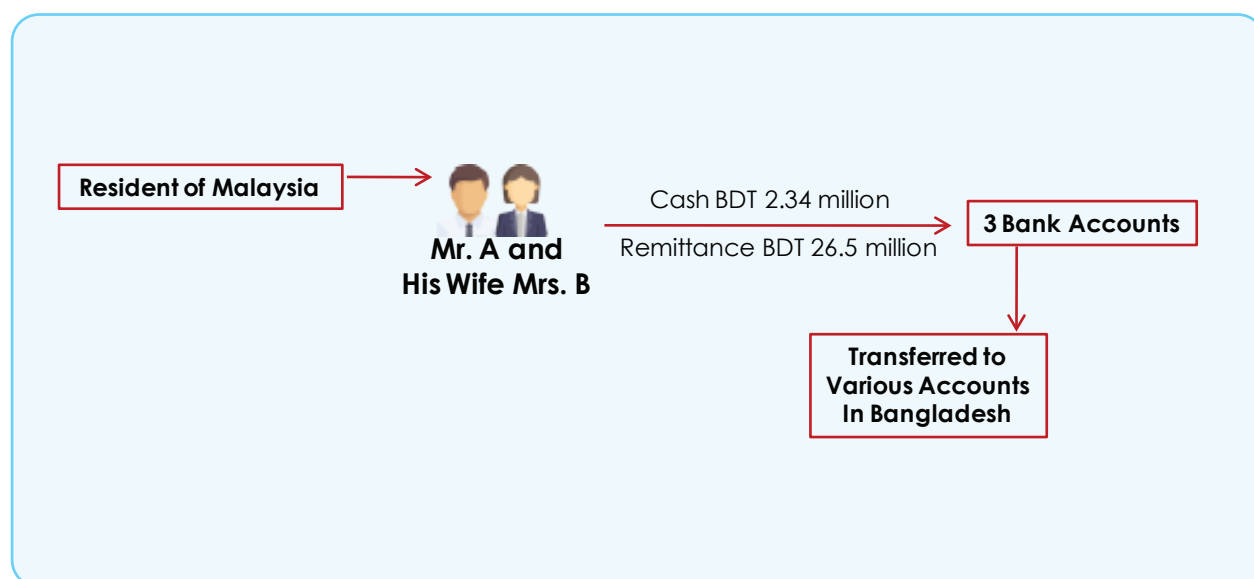 Resident of Malaysia
Mr. A and
His Wife Mrs. B
Cash BDT 2.34 million
Remittance BDT 26.5 million
3 Bank Accounts
Transferred to
Various Accounts
In Bangladesh